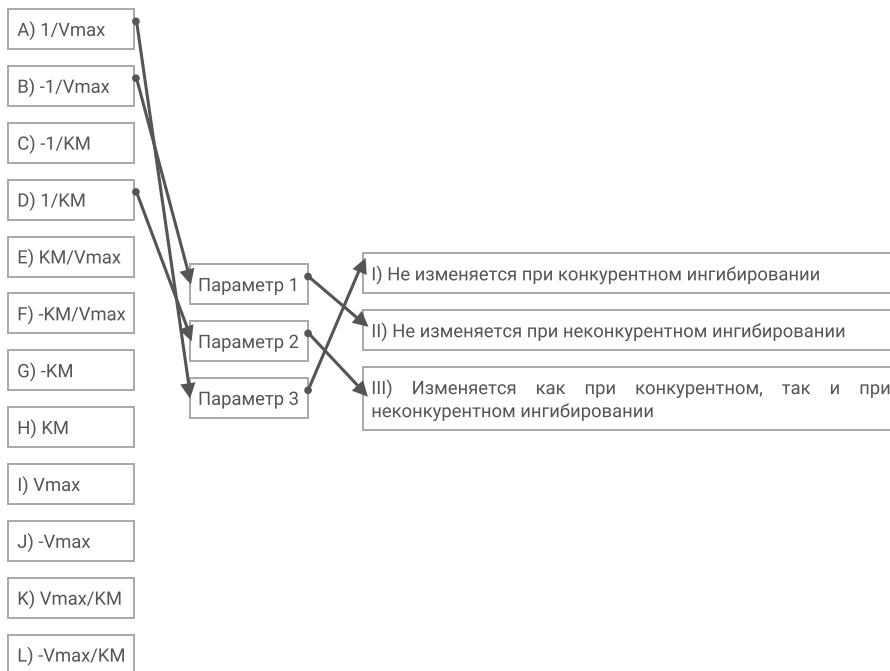 A) 1/Vmax
B) -1/Vmax
C) -1/KM
D) 1/KM
E) KM/Vmax
F) -KM/Vmax
G) -KM
H) KM
I) Vmax
J) -Vmax
K) Vmax/KM
L) -Vmax/KM
Параметр 1
Параметр 2
Параметр 3
I) Не изменяется при конкурентном ингибировании
II) Не изменяется при неконкурентном ингибировании
III) Изменяется как при конкурентном, так и при
неконкурентном ингибировании